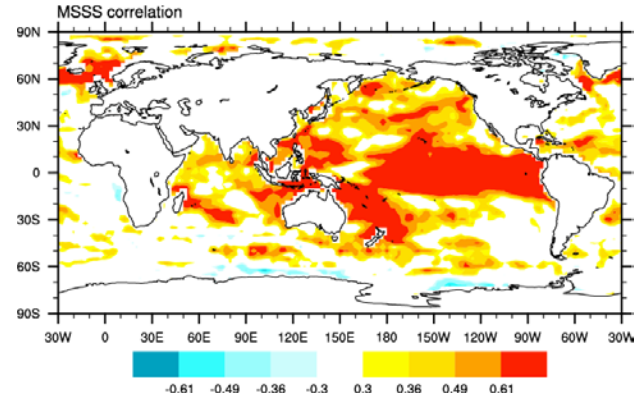 MSSS correlation
90N
60N
30N
0
30S
60S
90S
30W 0 30E 60E 90E 120E 150E 180 150W 120W 90W 60W 30W
-0.61 -0.49 -0.36 -0.3 0.3 0.36 0.49 0.61